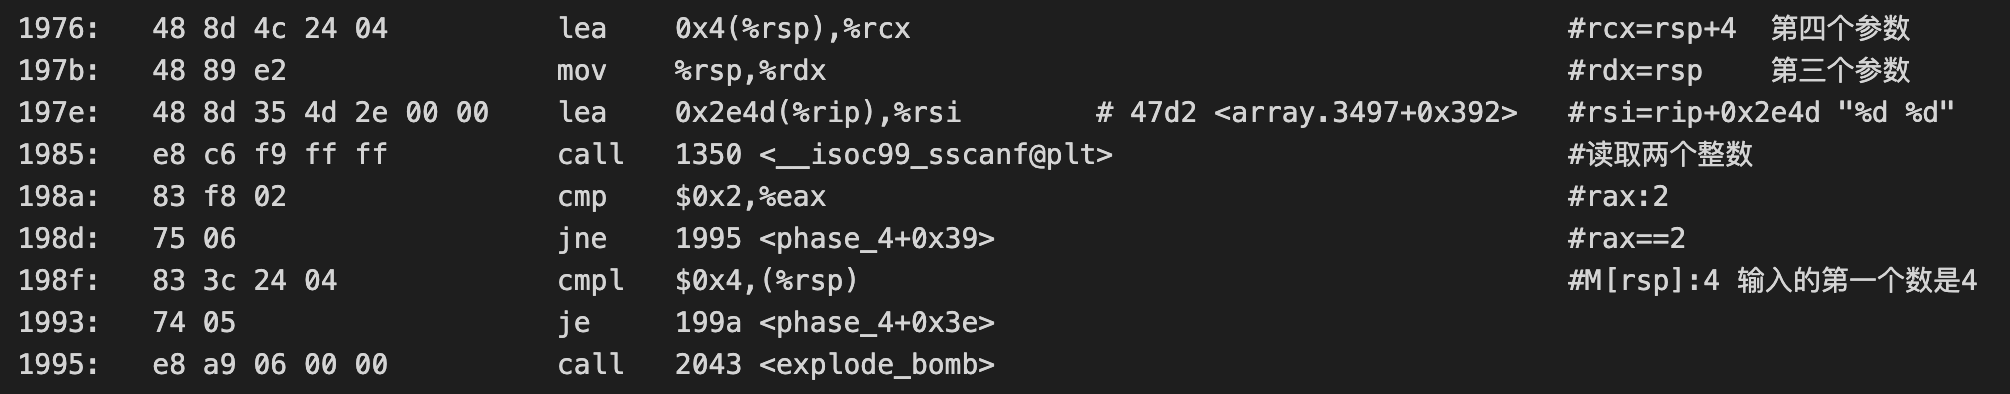 1976:   48 8d 4c 24 04          lea    0x4(%rsp),%rcx                                       #rcx=rsp+4  第四个参数
197b:   48 89 e2                mov    %rsp,%rdx                                            #rdx=rsp    第三个参数
197e:   48 8d 35 4d 2e 00 00    lea    0x2e4d(%rip),%rsi        # 47d2 <array.3497+0x392>   #rsi=rip+0x2e4d "%d %d"
1985:   e8 c6 f9 ff ff          call   1350 <__isoc99_sscanf@plt>                           #读取两个整数
198a:   83 f8 02                cmp    $0x2,%eax                                            #rax:2
198d:   75 06                   jne    1995 <phase_4+0x39>                                  #rax==2
198f:   83 3c 24 04             cmpl   $0x4,(%rsp)                                          #M[rsp]:4 输入的第一个数是4
1993:   74 05                   je     199a <phase_4+0x3e>
1995:   e8 a9 06 00 00          call   2043 <explode_bomb>